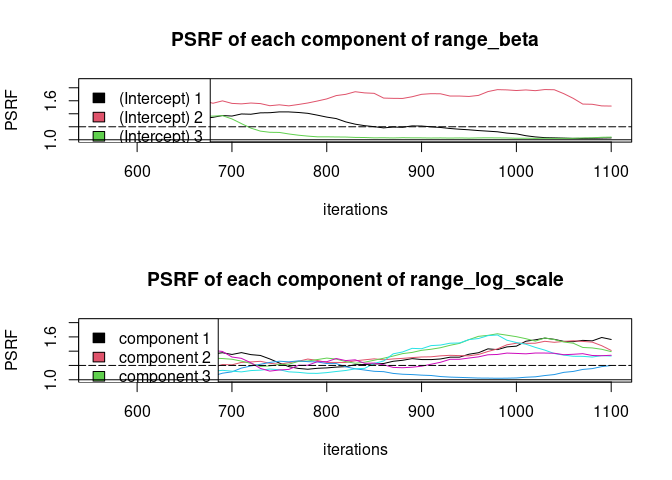 PSRF of each component of range_beta
PSRF
1.6
1.0
(Intercept) 1
(Intercept) 2
(Intercept) 3
600 700 800 900 1000 1100
iterations
PSRF of each component of range_log_scale
PSRF
1.6
1.0
component 1
component 2
component 3
600 700 800 900 1000 1100
iterations